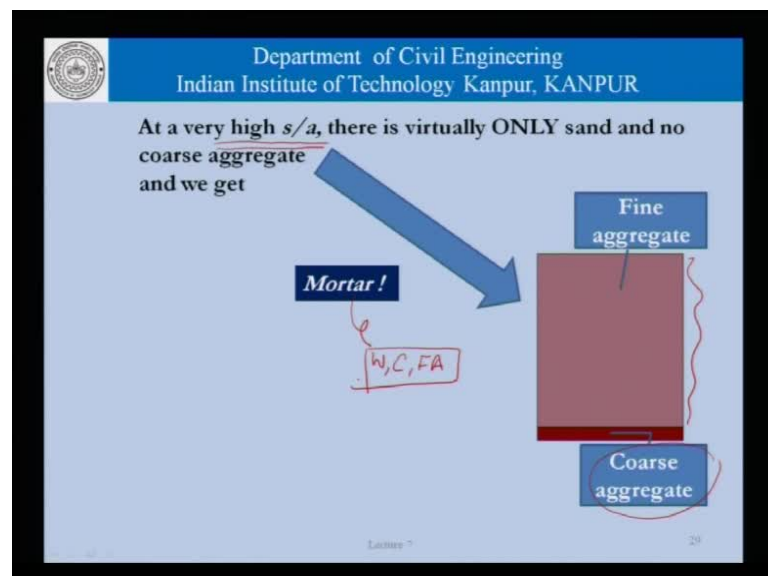 Department of Civil Engineering
Indian Institute of Technology Kanpur, KANPUR
At a very high s/a, there is virtually ONLY sand and no
coarse aggregate
and we get
Fine
aggregate
Mortar !
W, C, FA
Coarse
aggregate
Lecture 7
29